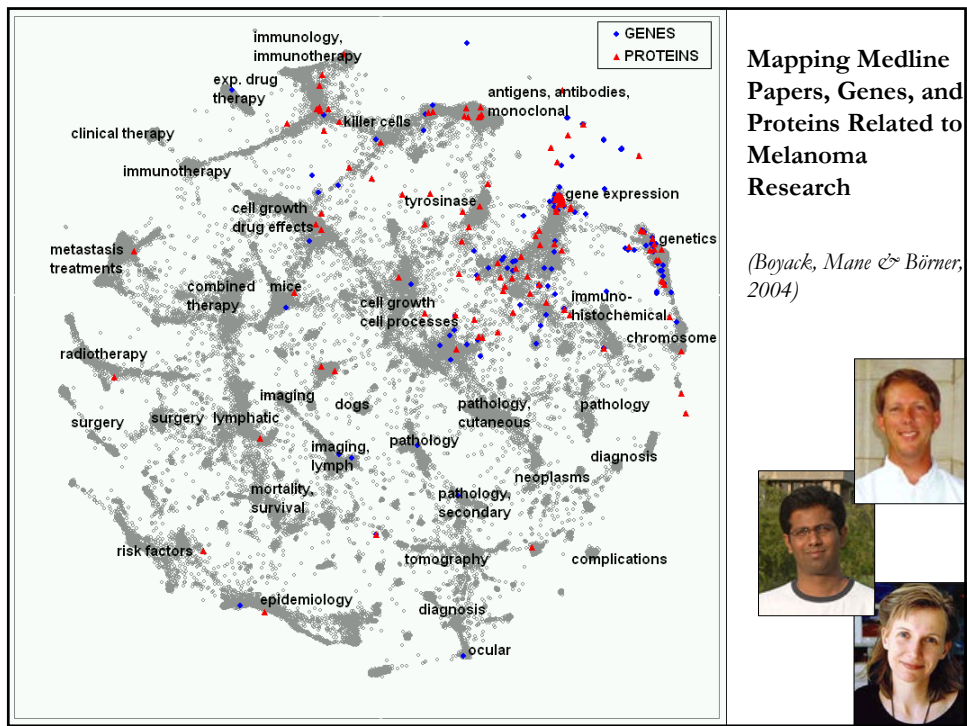 immunology,
immunotherapy
GENES
PROTEINS
exp. drug
therapy
antigens, antibodies,
monoclonal
killer cells
clinical therapy
immunotherapy
gene expression
tyrosinase
cell growth
drug effects
genetics
metastasis
treatments
combined
therapy
mice
cell growth
cell processes
immuno-
histochemical
chromosome
radiotherapy
imaging
dogs
pathology,
cutaneous
pathology
surgery
surgery
lymphatic
imaging,
lymph
pathology
diagnosis
neoplasms
mortality,
survival
pathology,
secondary
risk factors
tomography
complications
epidemiology
diagnosis
ocular
Mapping Medline
Papers, Genes, and
Proteins Related to
Melanoma
Research
(Boyack, Mane & Börner,
2004)